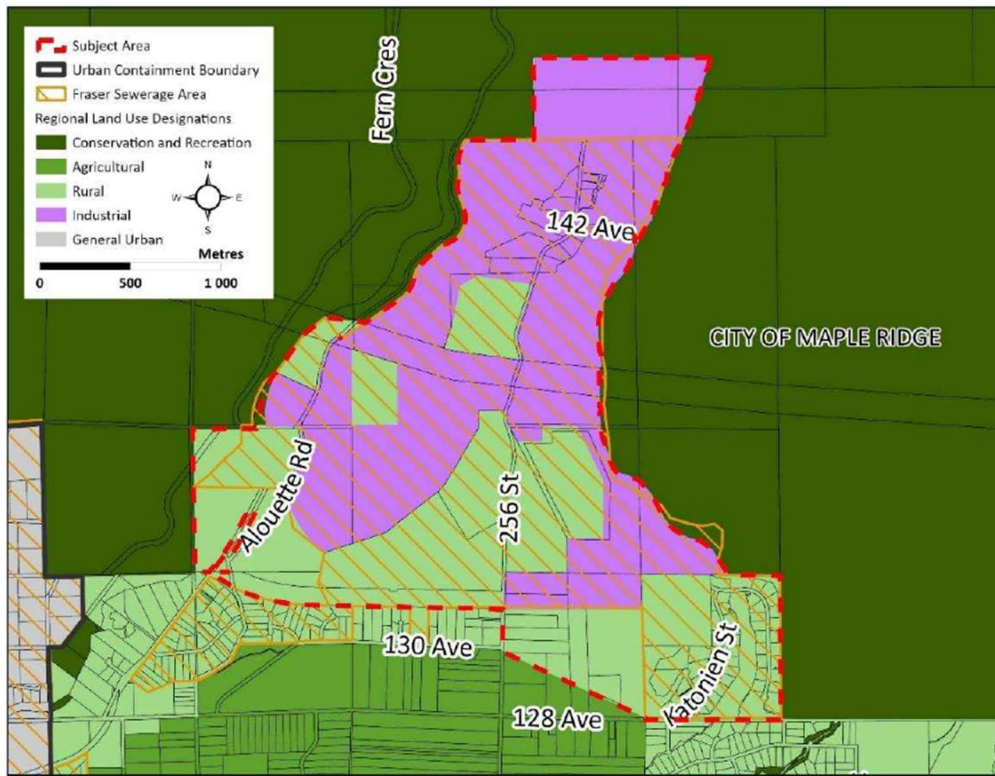 Subject Area
Urban Containment Boundary
Fraser Sewerage Area
Regional Land Use Designations
Conservation and Recreation
Agricultural
Rural
Industrial
General Urban
N
W
E
S
Metres
0 500 1 000
Fern Cres
142 Ave
CITY OF MAPLE RIDGE
Alouette Rd
256 St
130 Ave
Katonien St
128 Ave